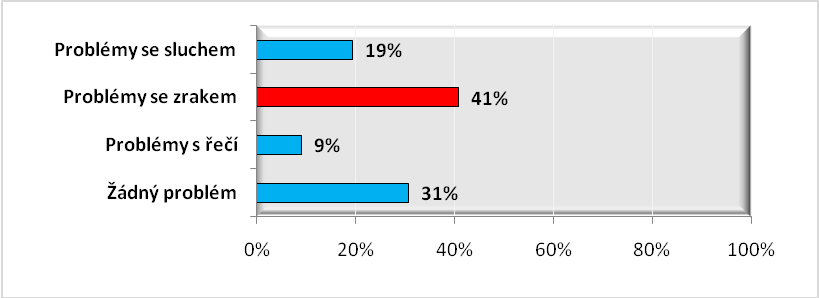 Problémy se sluchem 19%
Problémy se zrakem 41%
Problémy s řečí 9%
Žádný problém 31%
0% 20% 40% 60% 80% 100%